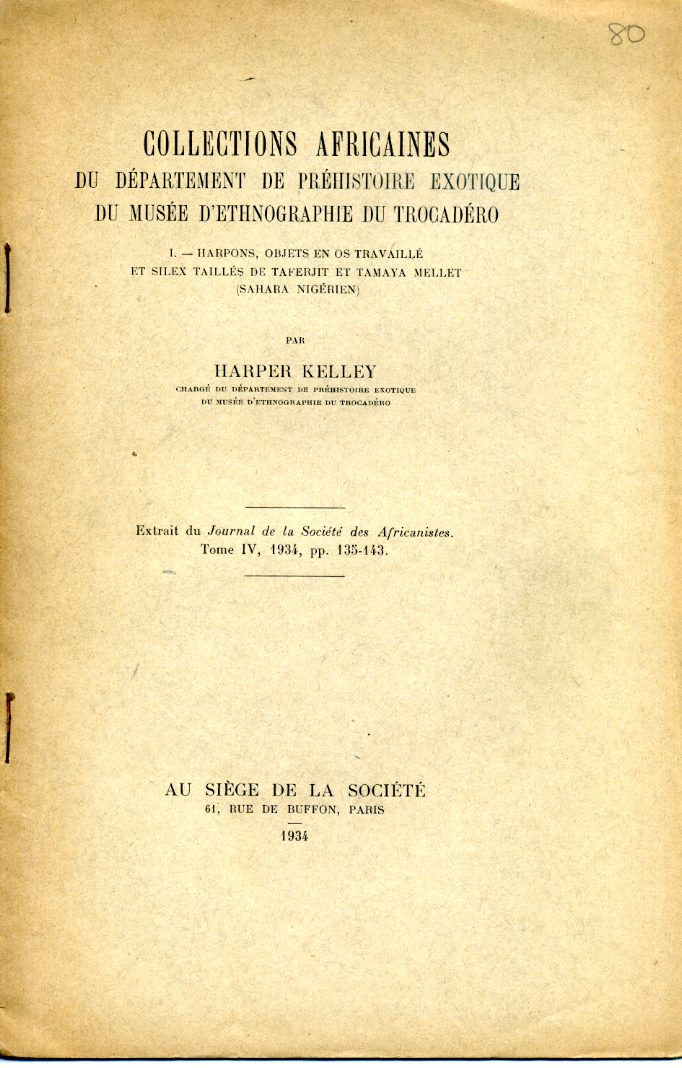 80
COLLECTIONS AFRICAINES
DU DÉPARTEMENT DE PRÉHISTOIRE EXOTIQUE
DU MUSÉE D'ETHNOGRAPHIE DU TROCADÉRO
I. — HARPONS, OBJETS EN OS TRAVAILLÉ
ET SILEX TAILLÉS DE TAFERJIT ET TAMAYA MELLET
(SAHARA NIGÉRIEN)
PAR
HARPER KELLEY
CHARGÉ DU DÉPARTEMENT DE PRÉHISTOIRE EXOTIQUE
DU MUSÉE D'ETHNOGRAPHIE DU TROCADÉRO
Extrait du Journal de la Société des Africanistes.
Tome IV, 1934, pp. 135-143.
AU SIÈGE DE LA SOCIÉTÉ
61, RUE DE BUFFON, PARIS
1934